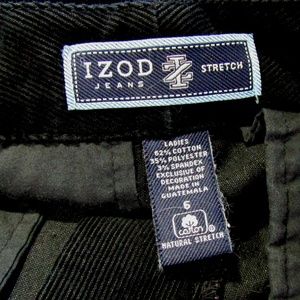 IZOD STRETCH
JEANS
LADIES
62% COTTON
35% POLYESTER
3% SPANDEX
EXCLUSIVE OF
DECORATION
MADE IN
GUATEMALA
6
cotton
NATURAL STRETCH